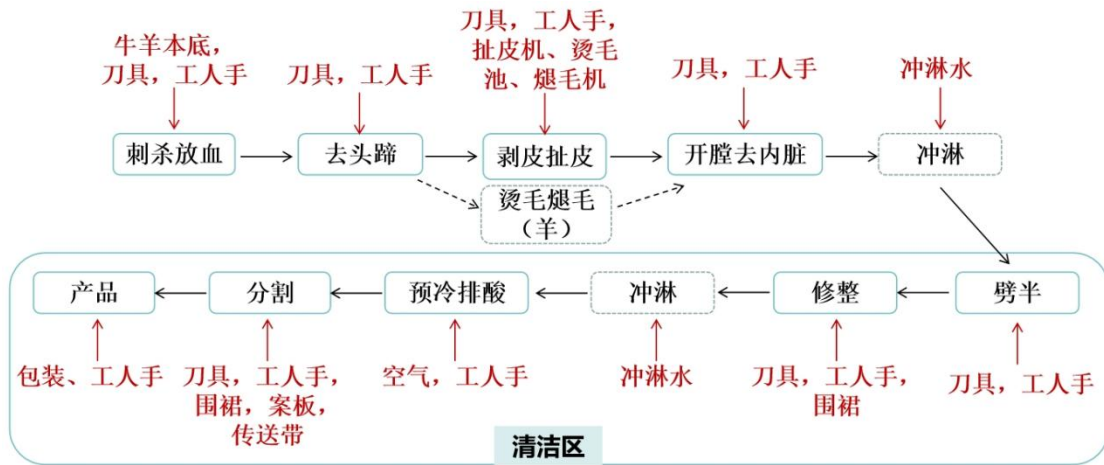 牛羊本底，
刀具，工人手
刀具，工人手
刀具，工人手，
扯皮机、烫毛
池、煺毛机
刀具，工人手
冲淋水
刺杀放血
去头蹄
剥皮扯皮
开膛去内脏
冲淋
烫毛煺毛
（羊）
产品
分割
预冷排酸
冲淋
修整
劈半
包装、工人手
刀具，工人手，
围裙，案板，
传送带
空气，工人手
冲淋水
刀具，工人手，
围裙
刀具，工人手
清洁区